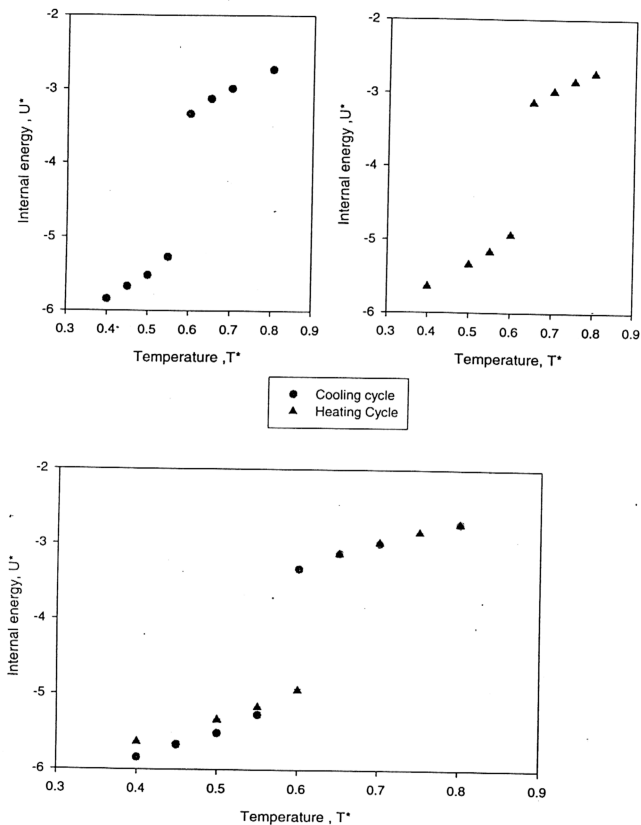 -2
-3
-4
-5
-6
0.3 0.4 0.5 0.6 0.7 0.8 0.9
Internal energy , U*
Temperature ,T*
-2
-3
-4
-5
-6
0.3 0.4 0.5 0.6 0.7 0.8 0.9
Internal energy ,U*
Temperature, T*
Cooling cycle
Heating Cycle
-2
-3
-4
-5
-6
0.3 0.4 0.5 0.6 0.7 0.8 0.9
Internal energy, U*
Temperature , T*